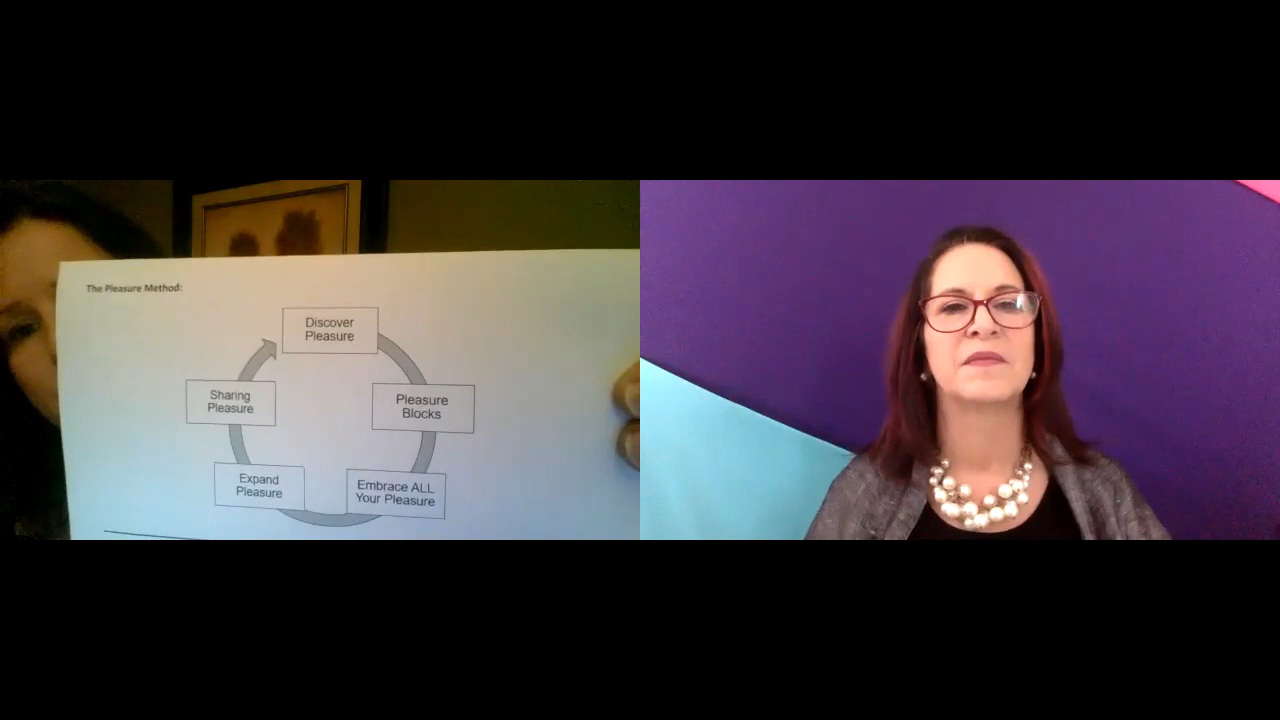 The Pleasure Method:
Discover
Pleasure
Pleasure
Blocks
Embrace ALL
Your Pleasure
Expand
Pleasure
Sharing
Pleasure